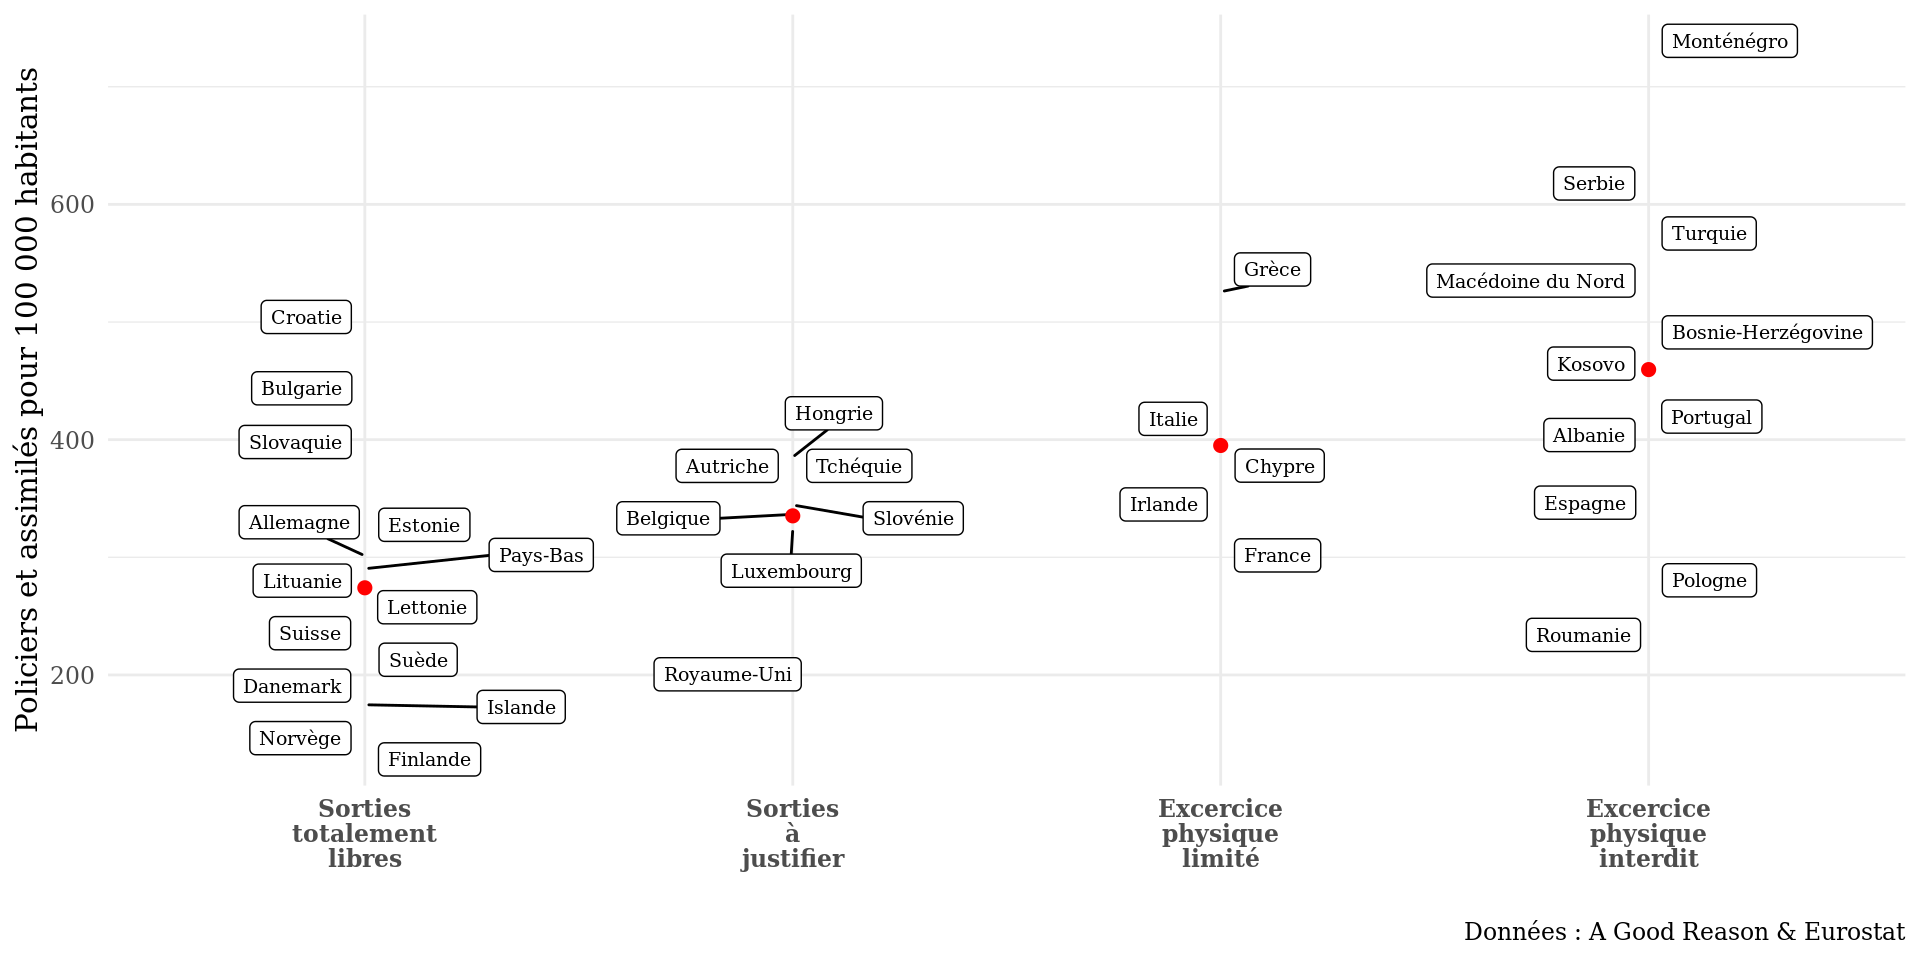 Policiers et assimilés pour 100 000 habitants
600
400
200
Monténégro
Serbie
Turquie
Grèce
Macédoine du Nord
Croatie
Bosnie-Herzégovine
Kosovo
Bulgarie
Hongrie
Italie
Portugal
Albanie
Slovaquie
Autriche
Tchéquie
Chypre
Irlande
Espagne
Belgique
Slovénie
Allemagne
Estonie
Pays-Bas
France
Luxembourg
Lituanie
Pologne
Lettonie
Suisse
Roumanie
Suède
Royaume-Uni
Danemark
Islande
Norvège
Finlande
Sorties
totalement
libres
Sorties
à
justifier
Excercice
physique
limité
Excercice
physique
interdit
Données : A Good Reason & Eurostat